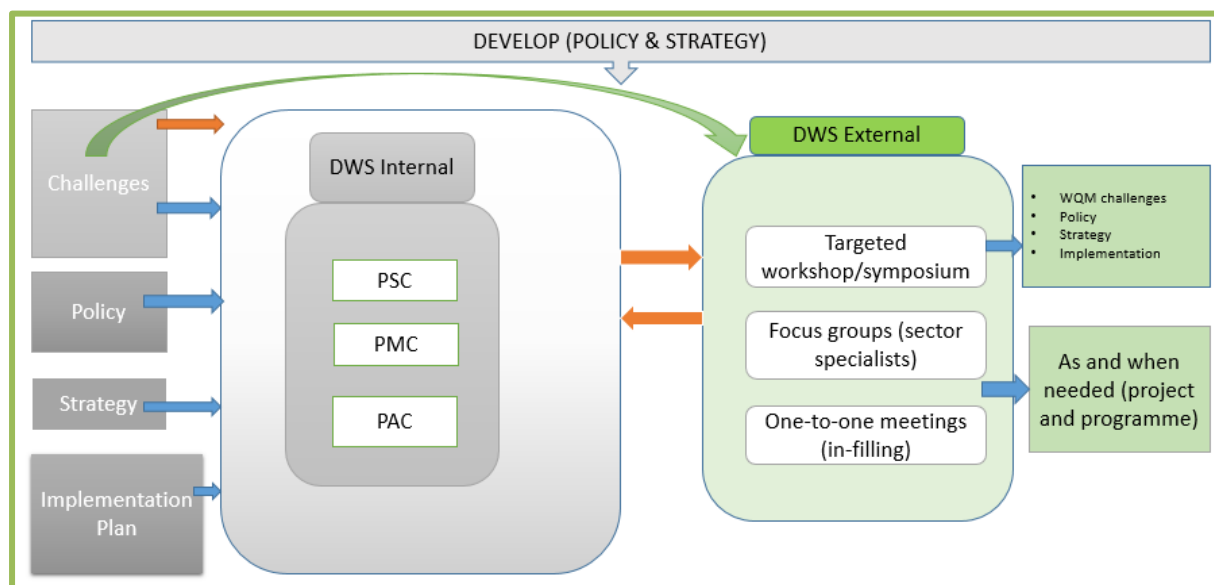 DEVELOP (POLICY & STRATEGY)
Challenges
Policy
Strategy
Implementation
Plan
DWS Internal
PSC
PMC
PAC
DWS External
Targeted
workshop/symposium
Focus groups (sector
specialists)
One-to-one meetings
(in-filling)
• WQM challenges
• Policy
• Strategy
• Implementation
As and when
needed (project
and programme)